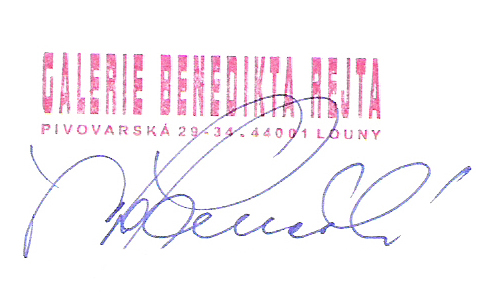 GALERIE BENEDIKTA REJTA
PIVOVARSKÁ 29-34. 44001 LOUNY